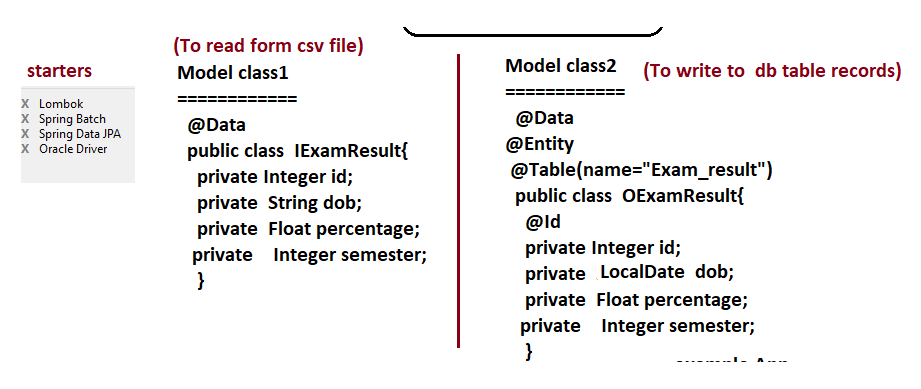 starters
X Lombok
X Spring Batch
X Spring Data JPA
X Oracle Driver
(To read form csv file)
Model class1
============
@Data
public class IExamResult{
private Integer id;
private String dob;
private Float percentage;
private Integer semester;
}
Model class2 (To write to db table records)
============
@Data
@Entity
@Table(name="Exam_result")
public class OExamResult{
@Id
private Integer id;
private LocalDate dob;
private Float percentage;
private Integer semester;
}